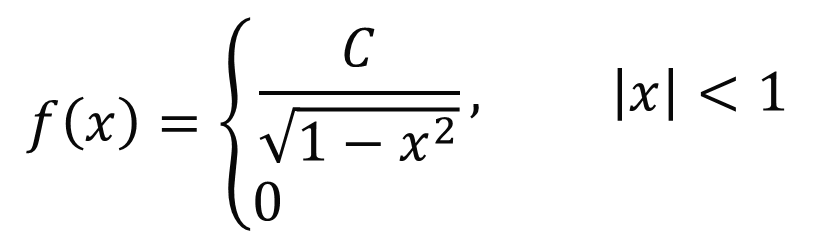 f(x) = { C / √(1 − x²), |x| < 1
0